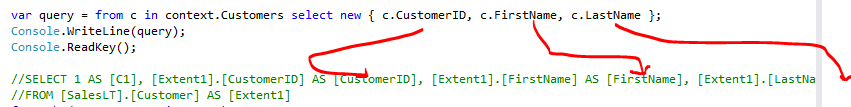 var query = from c in context.Customers select new { c.CustomerID, c.FirstName, c.LastName };
Console.WriteLine(query);
Console.ReadKey();
//SELECT 1 AS [C1], [Extent1].[CustomerID] AS [CustomerID], [Extent1].[FirstName] AS [FirstName], [Extent1].[LastNa
//FROM [SalesLT].[Customer] AS [Extent1]